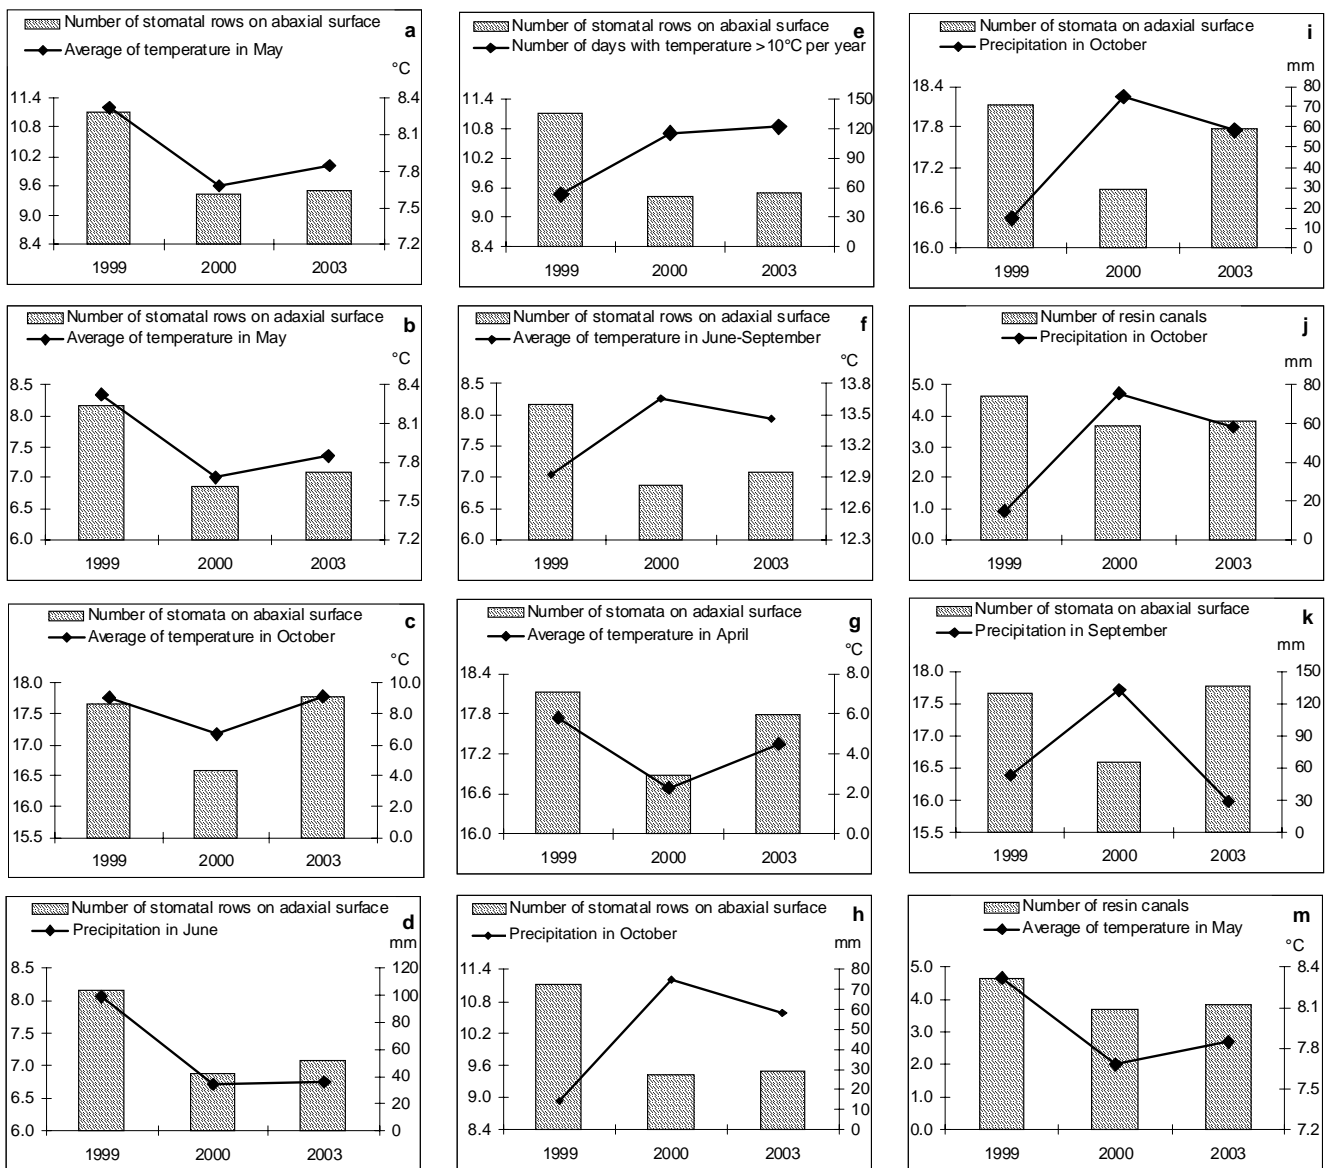 Number of stomatal rows on abaxial surface
a
Average of temperature in May
°C
11.4 8.4
10.8 8.1
10.2 7.8
9.6
9.0 7.5
8.4 7.2
1999 2000 2003
Number of stomatal rows on abaxial surface
e
Number of days with temperature >10°C per year
11.4 150
10.8 120
10.2 90
9.6 60
9.0 30
8.4 0
1999 2000 2003
Number of stomata on adaxial surface
i
Precipitation in October
mm
18.4 80
70
17.8 60
50
17.2 40
30
16.6 20
10
16.0 0
1999 2000 2003
Number of stomatal rows on adaxial surface
b
Average of temperature in May
°C
8.5 8.4
8.0 8.1
7.5
7.0 7.8
6.5 7.5
6.0 7.2
1999 2000 2003
Number of stomatal rows on adaxial surface
f
Average of temperature in June-September
°C
8.5 13.8
8.0 13.5
7.5 13.2
7.0 12.9
6.5 12.6
6.0 12.3
1999 2000 2003
Number of resin canals
j
Precipitation in October
mm
5.0 80
4.0 60
3.0 40
2.0 20
1.0
0.0 0
1999 2000 2003
Number of stomata on abaxial surface
c
Average of temperature in October
°C
18.0 10.0
17.5 8.0
17.0 6.0
16.5 4.0
16.0 2.0
15.5 0.0
1999 2000 2003
Number of stomata on adaxial surface
g
Average of temperature in April
°C
18.4 8.0
17.8 6.0
17.2 4.0
16.6 2.0
16.0 0.0
1999 2000 2003
Number of stomata on abaxial surface
k
Precipitation in September
mm
18.0 150
17.5 120
17.0 90
16.5 60
16.0 30
15.5 0
1999 2000 2003
Number of stomatal rows on adaxial surface
d
Precipitation in June
mm
8.5 120
8.0 100
7.5 80
7.0 60
6.5 40
20
6.0 0
1999 2000 2003
Number of stomatal rows on abaxial surface
h
Precipitation in October
mm
11.4 80
10.8 70
60
10.2 50
40
9.6 30
9.0 20
10
8.4 0
1999 2000 2003
Number of resin canals
m
Average of temperature in May
°C
5.0 8.4
4.0 8.1
3.0 7.8
2.0 7.5
1.0
0.0 7.2
1999 2000 2003